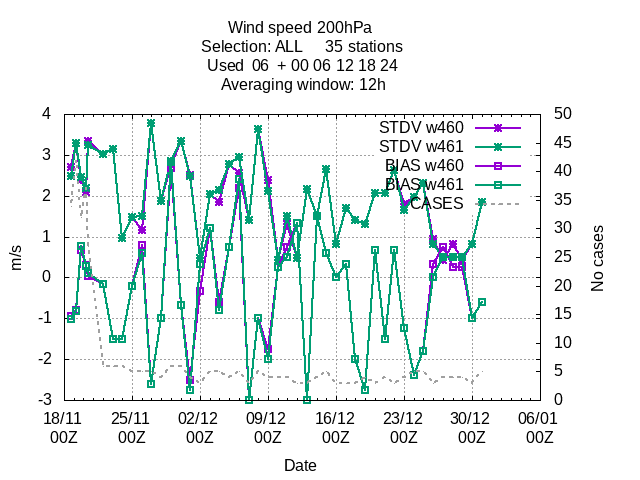 Wind speed 200hPa
Selection: ALL     35 stations
Used  06  + 00 06 12 18 24
Averaging window: 12h
STDV w460
STDV w461
BIAS w460
BIAS w461
CASES
4
3
2
1
0
-1
-2
-3
m/s
50
45
40
35
30
25
20
15
10
5
0
No cases
18/11 25/11 02/12 09/12 16/12 23/12 30/12 06/01
00Z 00Z 00Z 00Z 00Z 00Z 00Z 00Z
Date